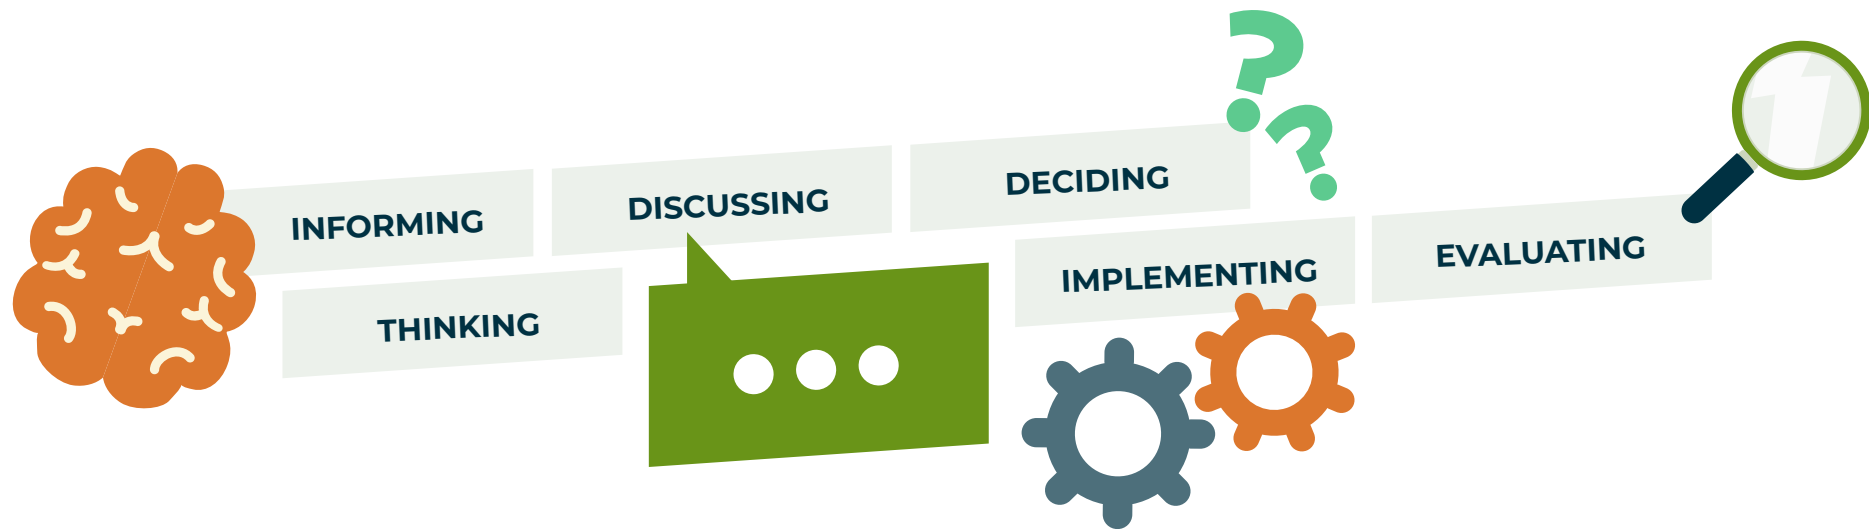 INFORMING
THINKING
DISCUSSING
DECIDING
IMPLEMENTING
EVALUATING